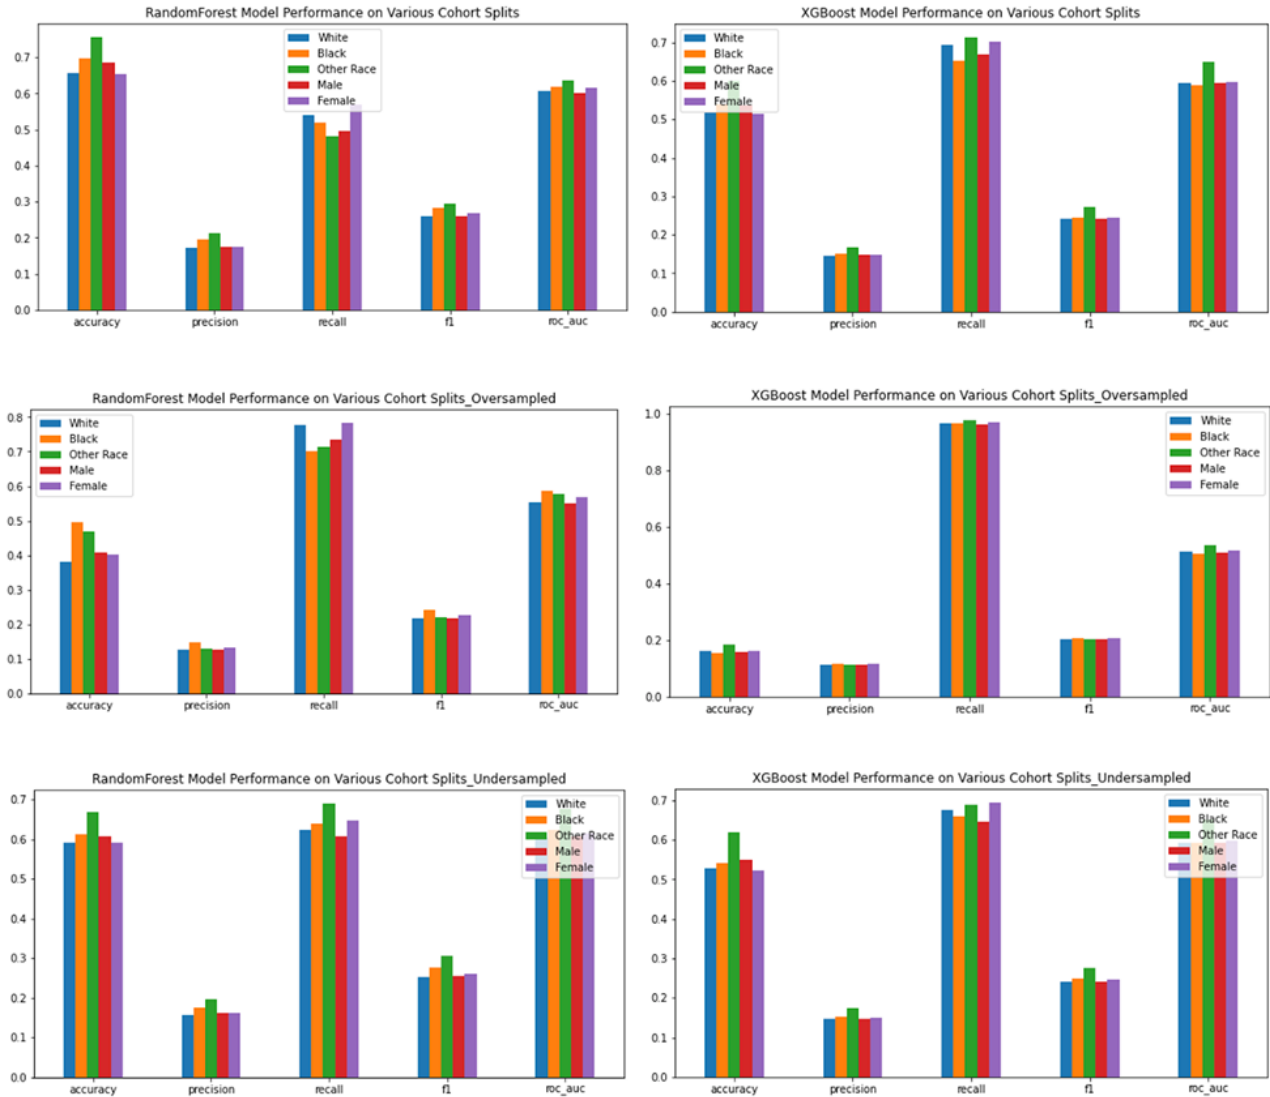 RandomForest Model Performance on Various Cohort Splits
White
Black
Other Race
Male
Female
0.7
0.6
0.5
0.4
0.3
0.2
0.1
0.0
accuracy precision recall f1 roc_auc
XGBoost Model Performance on Various Cohort Splits
White
Black
Other Race
Male
Female
0.7
0.6
0.5
0.4
0.3
0.2
0.1
0.0
accuracy precision recall f1 roc_auc
RandomForest Model Performance on Various Cohort Splits_Oversampled
White
Black
Other Race
Male
Female
0.8
0.7
0.6
0.5
0.4
0.3
0.2
0.1
0.0
accuracy precision recall f1 roc_auc
XGBoost Model Performance on Various Cohort Splits_Oversampled
White
Black
Other Race
Male
Female
1.0
0.8
0.6
0.4
0.2
0.0
accuracy precision recall f1 roc_auc
RandomForest Model Performance on Various Cohort Splits_Undersampled
White
Black
Other Race
Male
Female
0.7
0.6
0.5
0.4
0.3
0.2
0.1
0.0
accuracy precision recall f1 roc_auc
XGBoost Model Performance on Various Cohort Splits_Undersampled
White
Black
Other Race
Male
Female
0.7
0.6
0.5
0.4
0.3
0.2
0.1
0.0
accuracy precision recall f1 roc_auc